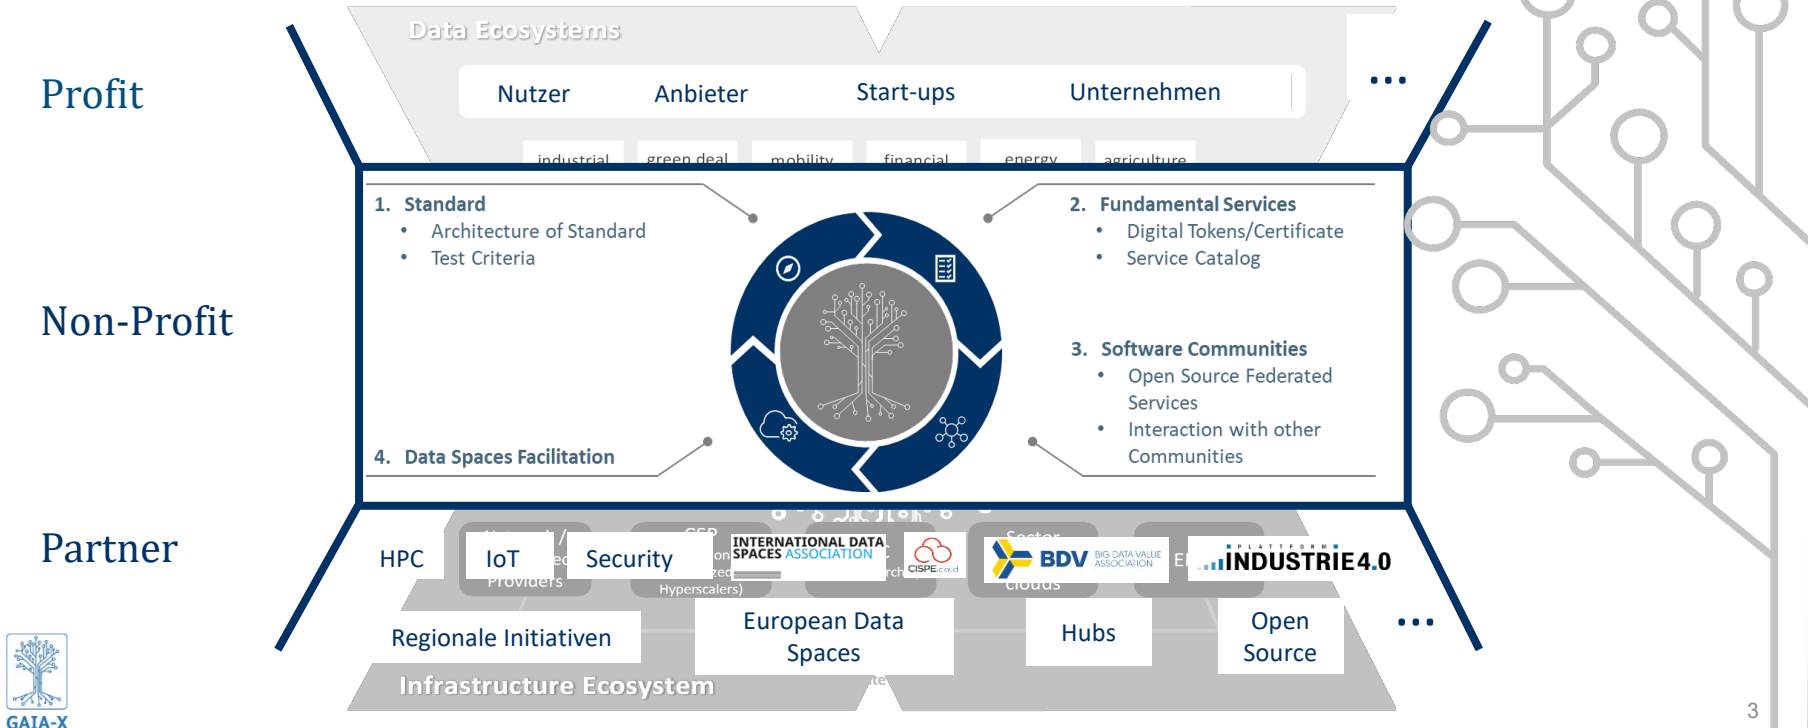 Data Ecosystems
Profit
Nutzer Anbieter Start-ups Unternehmen ...
industrial green deal mobility financial energy agriculture
1. Standard
• Architecture of Standard
• Test Criteria
2. Fundamental Services
• Digital Tokens/Certificate
• Service Catalog
Non-Profit
3. Software Communities
• Open Source Federated
Services
• Interaction with other
Communities
4. Data Spaces Facilitation
Partner
HPC IoT Security
INTERNATIONAL DATA
SPACES ASSOCIATION
CISPE.cloud
BDV BIG DATA VALUE
ASSOCIATION
PLATTFORM
INDUSTRIE4.0
Providers
Hyperscalers)
clouds
Regionale Initiativen
European Data
Spaces
Hubs
Open
Source
...
Infrastructure Ecosystem
GAIA-X
3